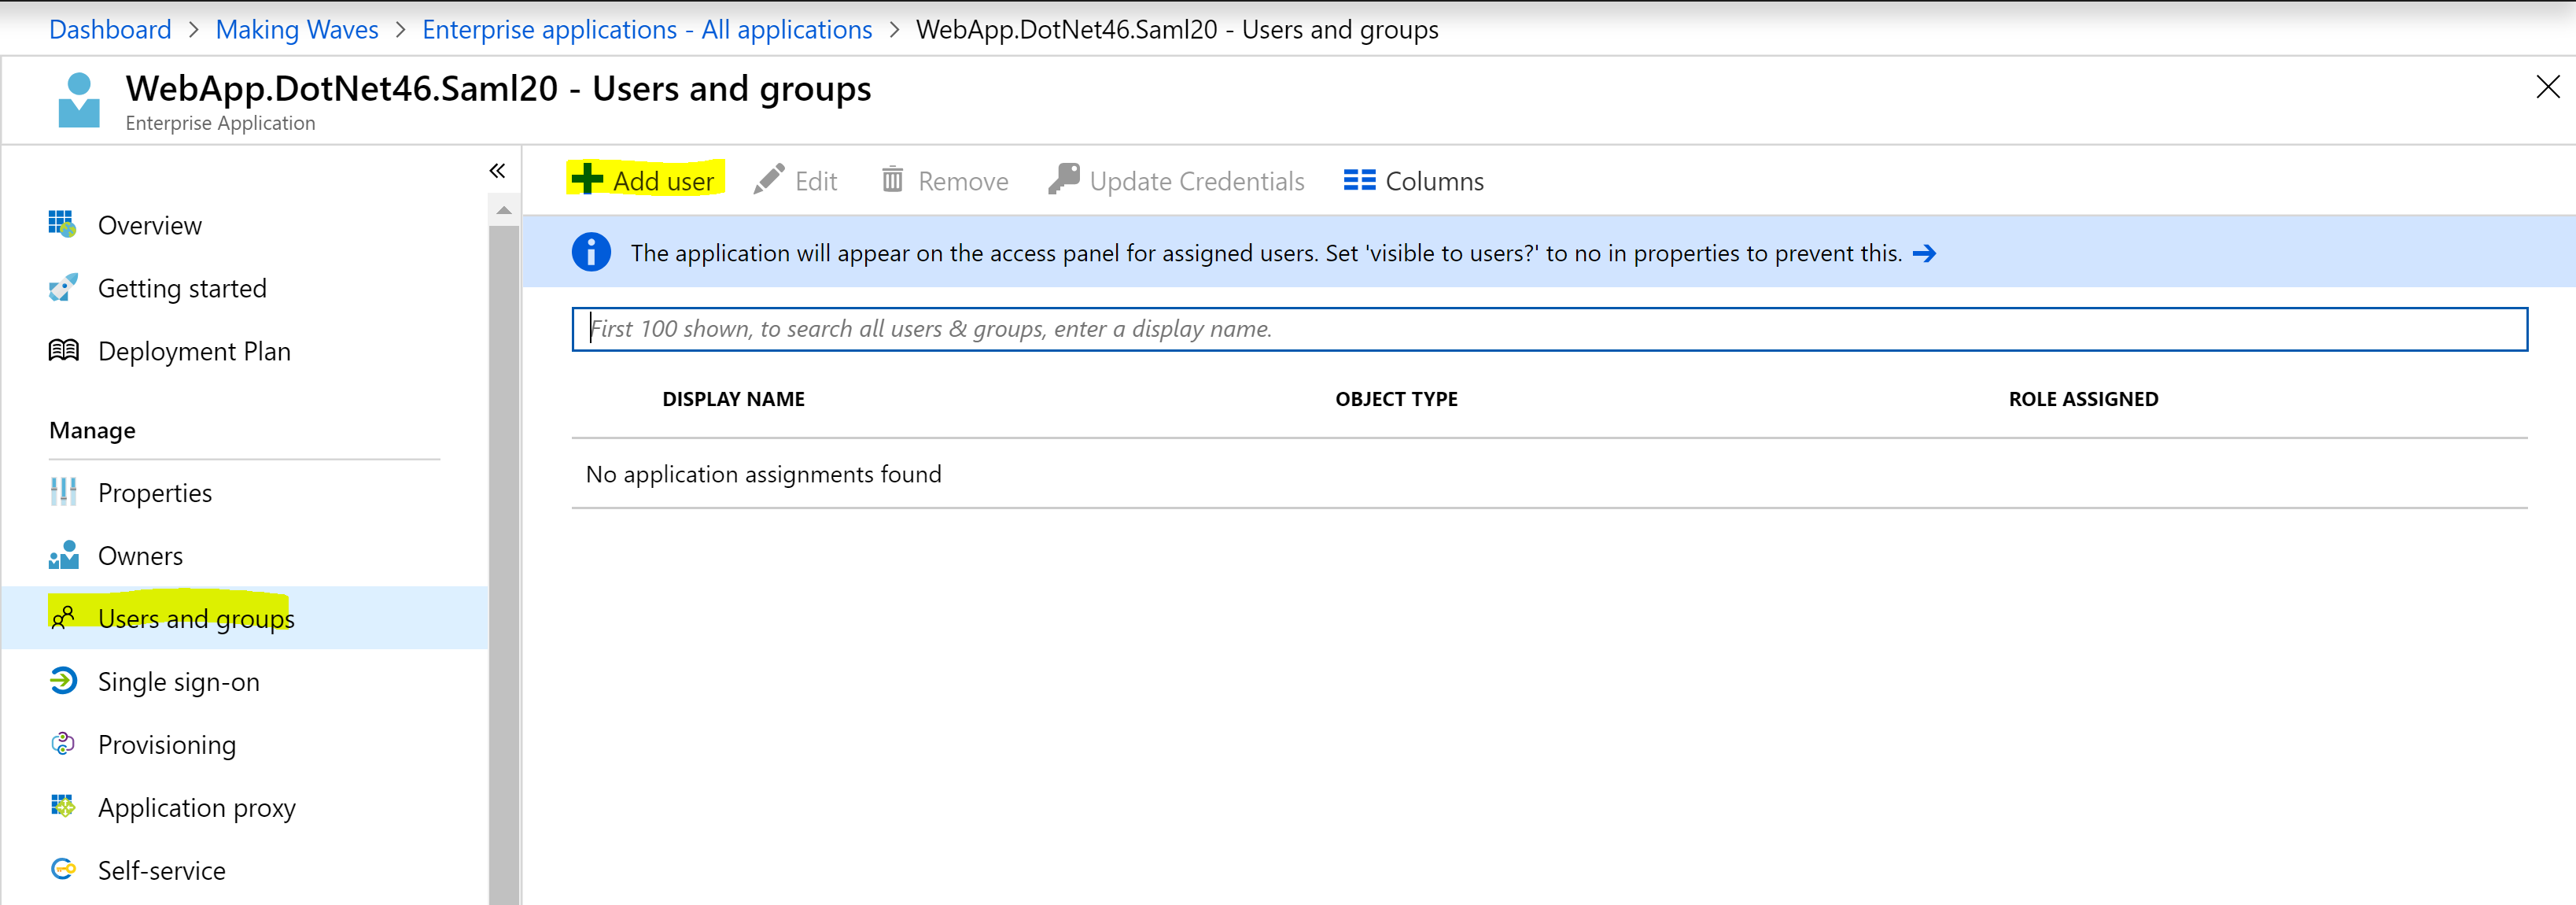 Dashboard > Making Waves > Enterprise applications - All applications > WebApp.DotNet46.Saml20 - Users and groups
WebApp.DotNet46.Saml20 - Users and groups
Enterprise Application
Overview
Getting started
Deployment Plan
Manage
Properties
Owners
Users and groups
Single sign-on
Provisioning
Application proxy
Self-service
Add user Edit Remove Update Credentials Columns
The application will appear on the access panel for assigned users. Set 'visible to users?' to no in properties to prevent this. →
First 100 shown, to search all users & groups, enter a display name.
DISPLAY NAME OBJECT TYPE ROLE ASSIGNED
No application assignments found